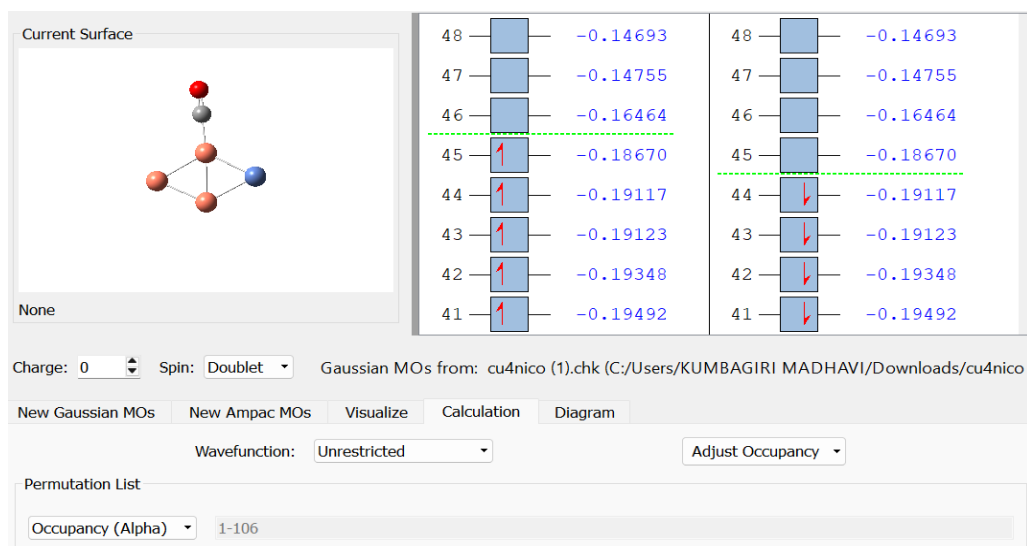 Current Surface
48 -0.14693 48 -0.14693
47 -0.14755 47 -0.14755
46 -0.16464 46 -0.16464
45 -0.18670 45 -0.18670
44 -0.19117 44 -0.19117
43 -0.19123 43 -0.19123
42 -0.19348 42 -0.19348
41 -0.19492 41 -0.19492
None
Charge: 0 Spin: Doublet Gaussian MOs from: cu4nico (1).chk (C:/Users/KUMBAGIRI MADHAVI/Downloads/cu4nico
New Gaussian MOs New Ampac MOs Visualize Calculation Diagram
Wavefunction: Unrestricted Adjust Occupancy
Permutation List
Occupancy (Alpha) 1-106